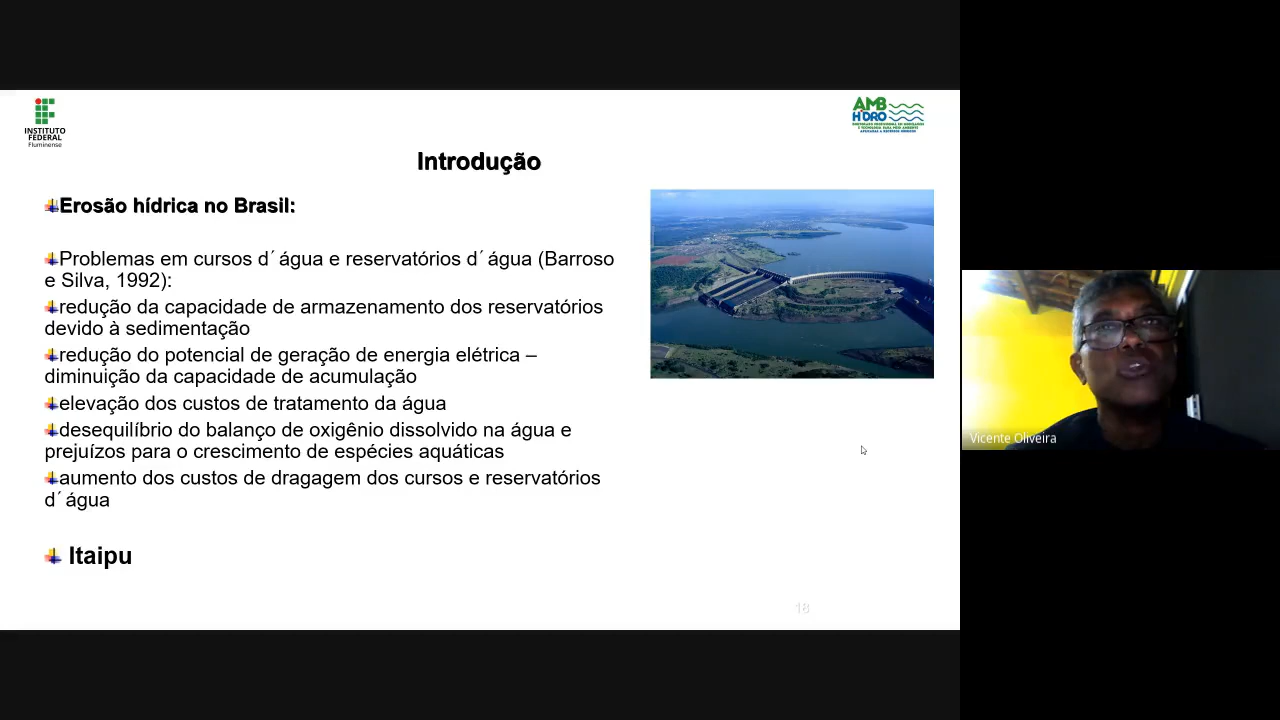 INSTITUTO
FEDERAL
Fluminense
AMB
HIDRO
Introdução
Erosão hídrica no Brasil:
Problemas em cursos d´ água e reservatórios d´ água (Barroso
e Silva, 1992):
redução da capacidade de armazenamento dos reservatórios
devido à sedimentação
redução do potencial de geração de energia elétrica –
diminuição da capacidade de acumulação
elevação dos custos de tratamento da água
desequilíbrio do balanço de oxigênio dissolvido na água e
prejuízos para o crescimento de espécies aquáticas
aumento dos custos de dragagem dos cursos e reservatórios
d´ água
Itaipu
18
Vicente Oliveira